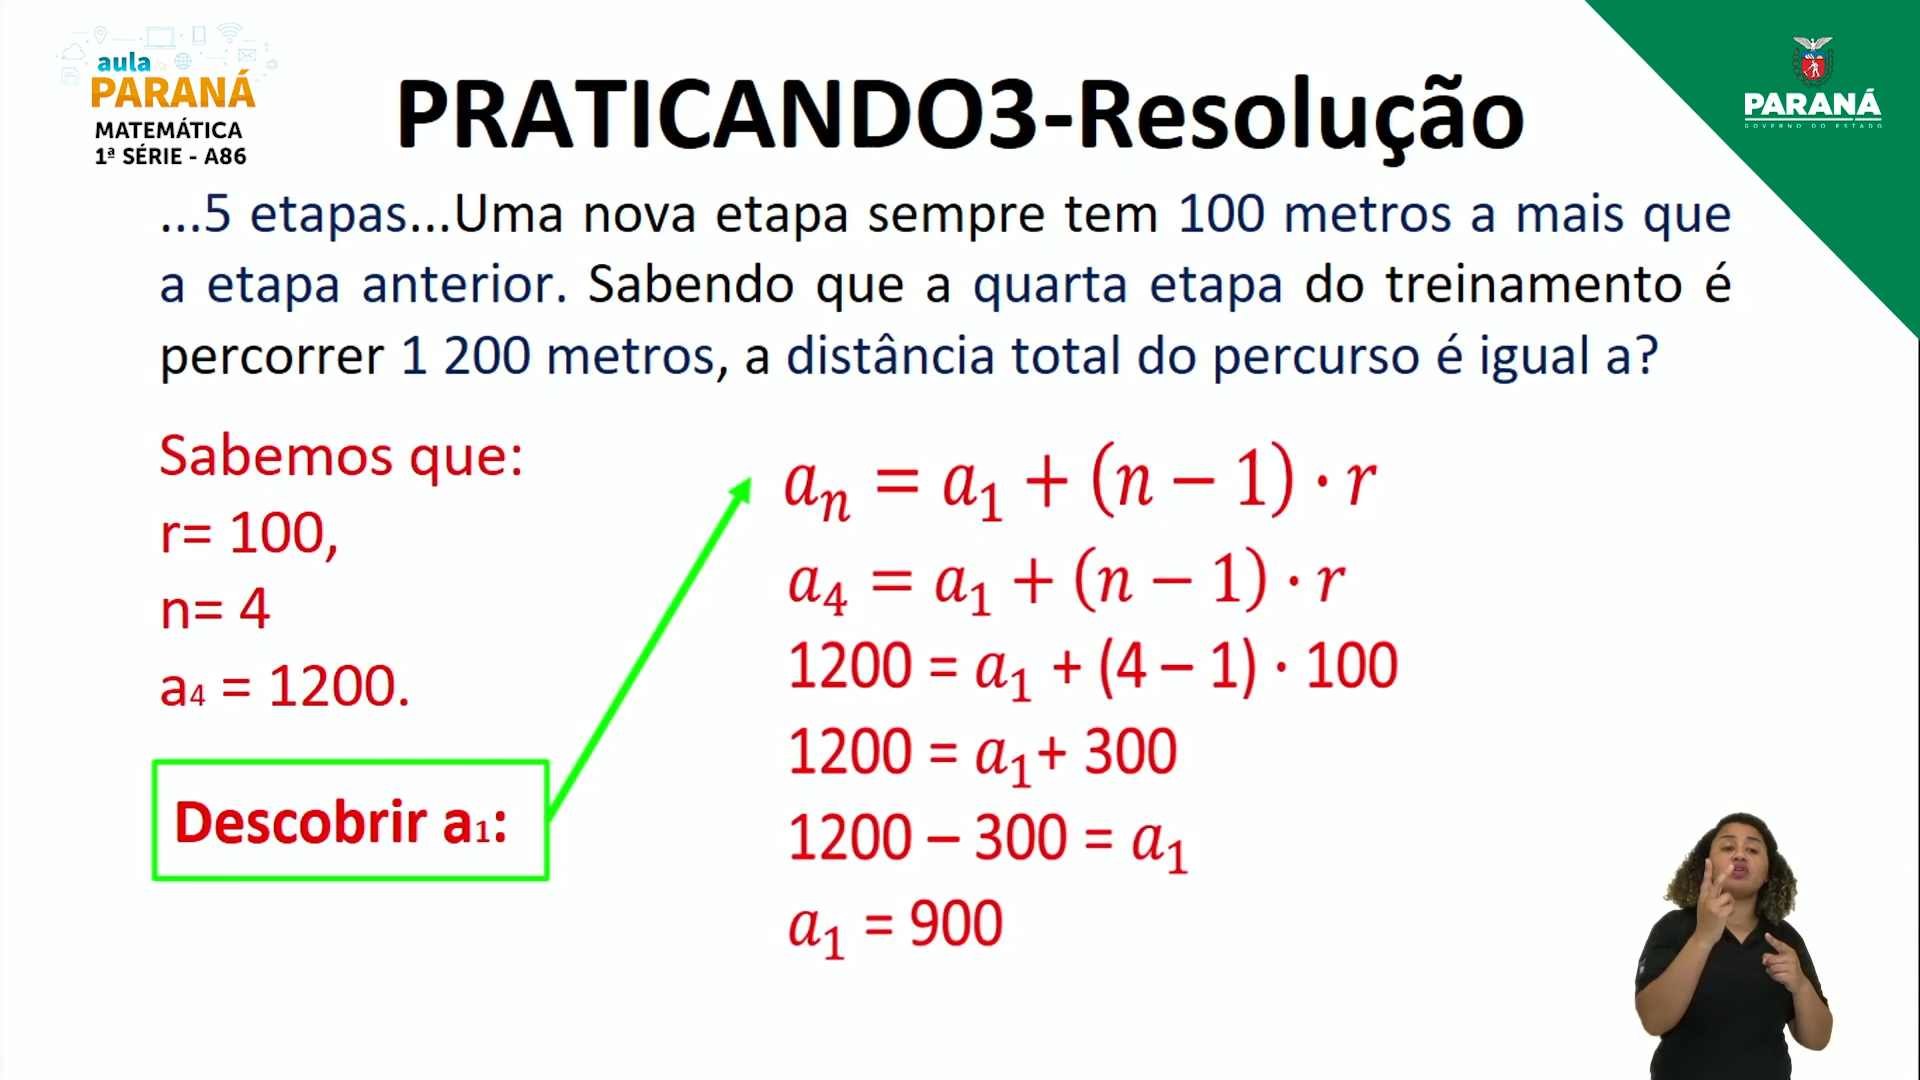 aula
PARANÁ
MATEMÁTICA
1ª SÉRIE - A86
PRATICANDO3-Resolução
PARANÁ
GOVERNO DO ESTADO
...5 etapas...Uma nova etapa sempre tem 100 metros a mais que
a etapa anterior. Sabendo que a quarta etapa do treinamento é
percorrer 1 200 metros, a distância total do percurso é igual a?
Sabemos que:
r= 100,
n= 4
a₄ = 1200.
Descobrir a₁:
aₙ = a₁ + (n − 1) · r
a₄ = a₁ + (n − 1) · r
1200 = a₁ + (4 – 1) · 100
1200 = a₁+ 300
1200 – 300 = a₁
a₁ = 900